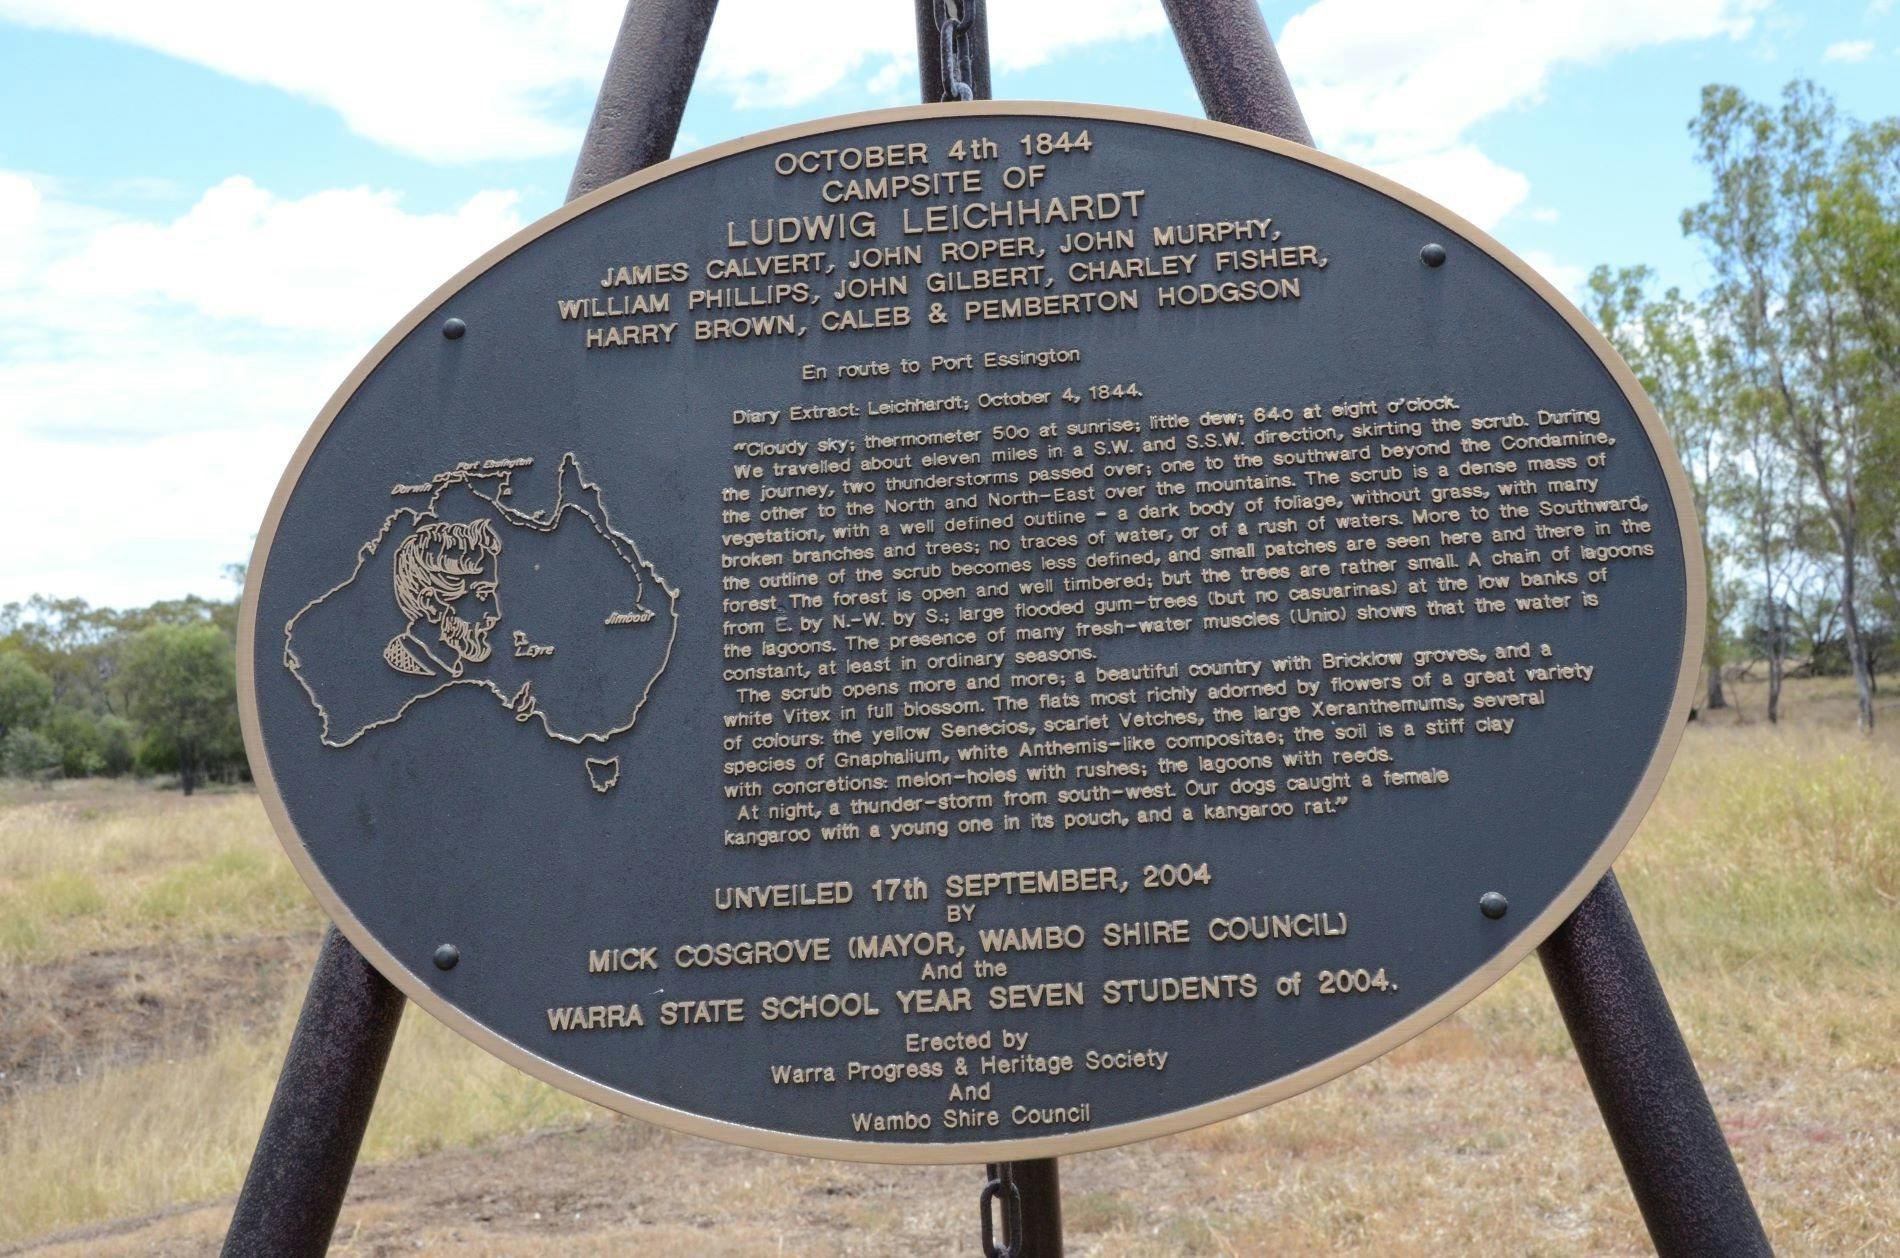 OCTOBER 4th 1844
CAMPSITE OF
LUDWIG LEICHHARDT
JAMES CALVERT, JOHN ROPER, JOHN MURPHY,
WILLIAM PHILLIPS, JOHN GILBERT, CHARLEY FISHER,
HARRY BROWN, CALEB & PEMBERTON HODGSON
En route to Port Essington
Diary Extract: Leichhardt; October 4, 1844.
"Cloudy sky; thermometer 50o at sunrise; little dew; 64o at eight o'clock.
We travelled about eleven miles in a S.W. and S.S.W. direction, skirting the scrub. During
the journey, two thunderstorms passed over; one to the southward beyond the Condamine,
the other to the North and North-East over the mountains. The scrub is a dense mass of
vegetation, with a well defined outline - a dark body of foliage, without grass, with many
broken branches and trees; no traces of water, or of a rush of waters. More to the Southward,
the outline of the scrub becomes less defined, and small patches are seen here and there in the
forest. The forest is open and well timbered; but the trees are rather small. A chain of lagoons
from E. by N.-W. by S.; large flooded gum-trees (but no casuarinas) at the low banks of
the lagoons. The presence of many fresh-water muscles (Unio) shows that the water is
constant, at least in ordinary seasons.
The scrub opens more and more; a beautiful country with Bricklow groves, and a
white Vitex in full blossom. The flats most richly adorned by flowers of a great variety
of colours: the yellow Senecios, scarlet Vetches, the large Xeranthemums, several
species of Gnaphalium, white Anthemis-like compositae; the soil is a stiff clay
with concretions: melon-holes with rushes; the lagoons with reeds.
At night, a thunder-storm from south-west. Our dogs caught a female
kangaroo with a young one in its pouch, and a kangaroo rat."
Port Essington
Darwin
Jimbour
L.Eyre
UNVEILED 17th SEPTEMBER, 2004
BY
MICK COSGROVE (MAYOR, WAMBO SHIRE COUNCIL)
And the
WARRA STATE SCHOOL YEAR SEVEN STUDENTS of 2004.
Erected by
Warra Progress & Heritage Society
And
Wambo Shire Council